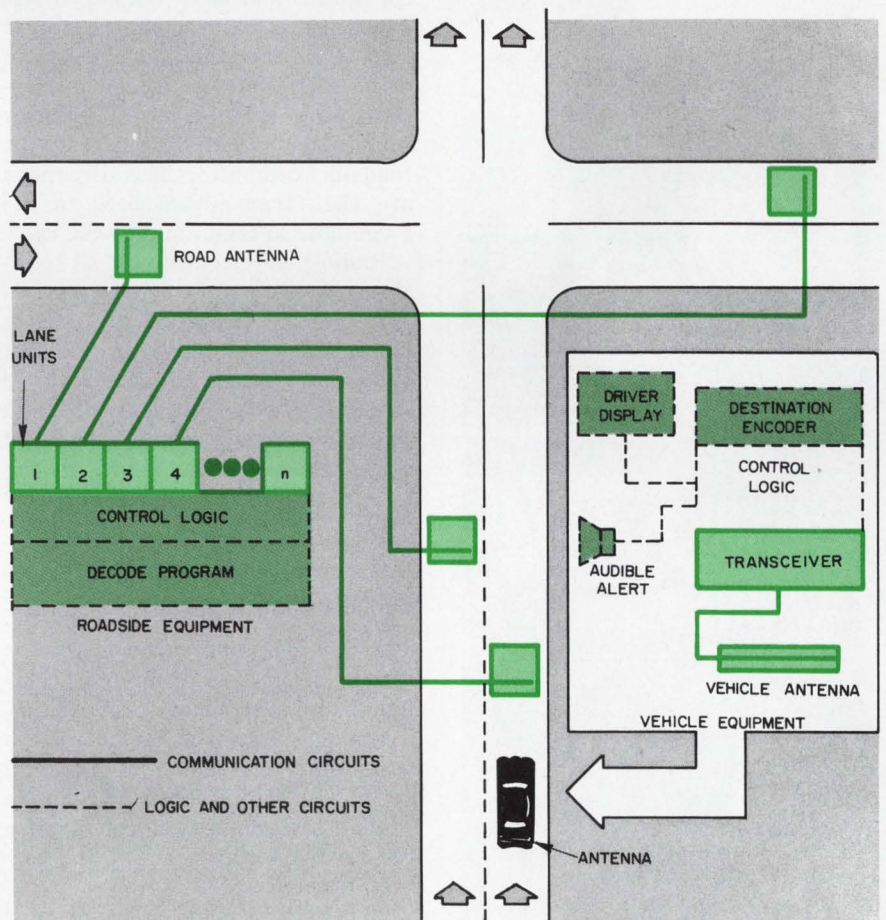 ROAD ANTENNA
LANE
UNITS
1 2 3 4 n
CONTROL LOGIC
DECODE PROGRAM
ROADSIDE EQUIPMENT
DRIVER
DISPLAY
DESTINATION
ENCODER
CONTROL
LOGIC
AUDIBLE
ALERT
TRANSCEIVER
VEHICLE ANTENNA
VEHICLE EQUIPMENT
COMMUNICATION CIRCUITS
LOGIC AND OTHER CIRCUITS
ANTENNA